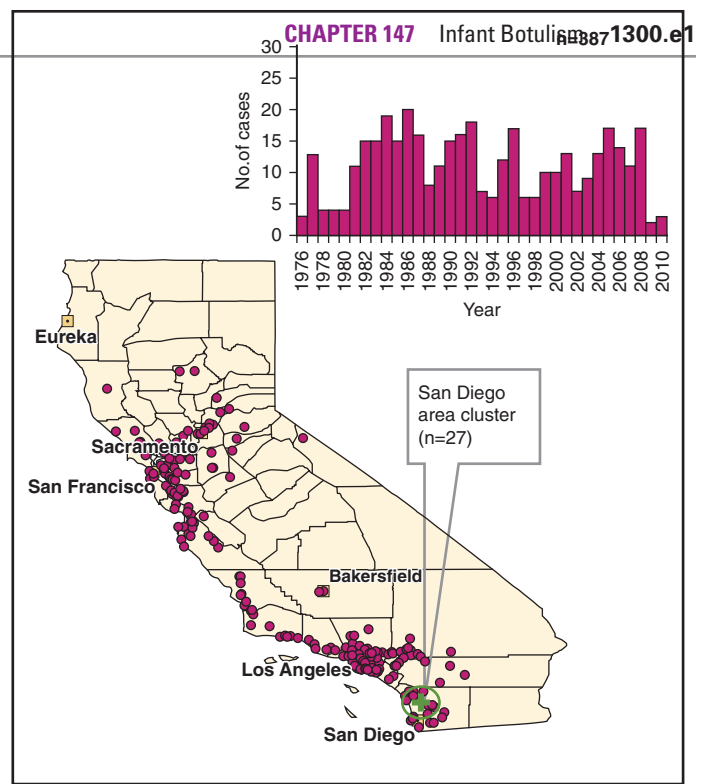 CHAPTER 147 Infant Botulism 1300.e1
n=387
30
25
20
15
10
5
0
No. of cases
1976
1978
1980
1982
1984
1986
1988
1990
1992
1994
1996
1998
2000
2002
2004
2006
2008
2010
Year
Eureka
San Diego
area cluster
(n=27)
Sacramento
San Francisco
Bakersfield
Los Angeles
San Diego